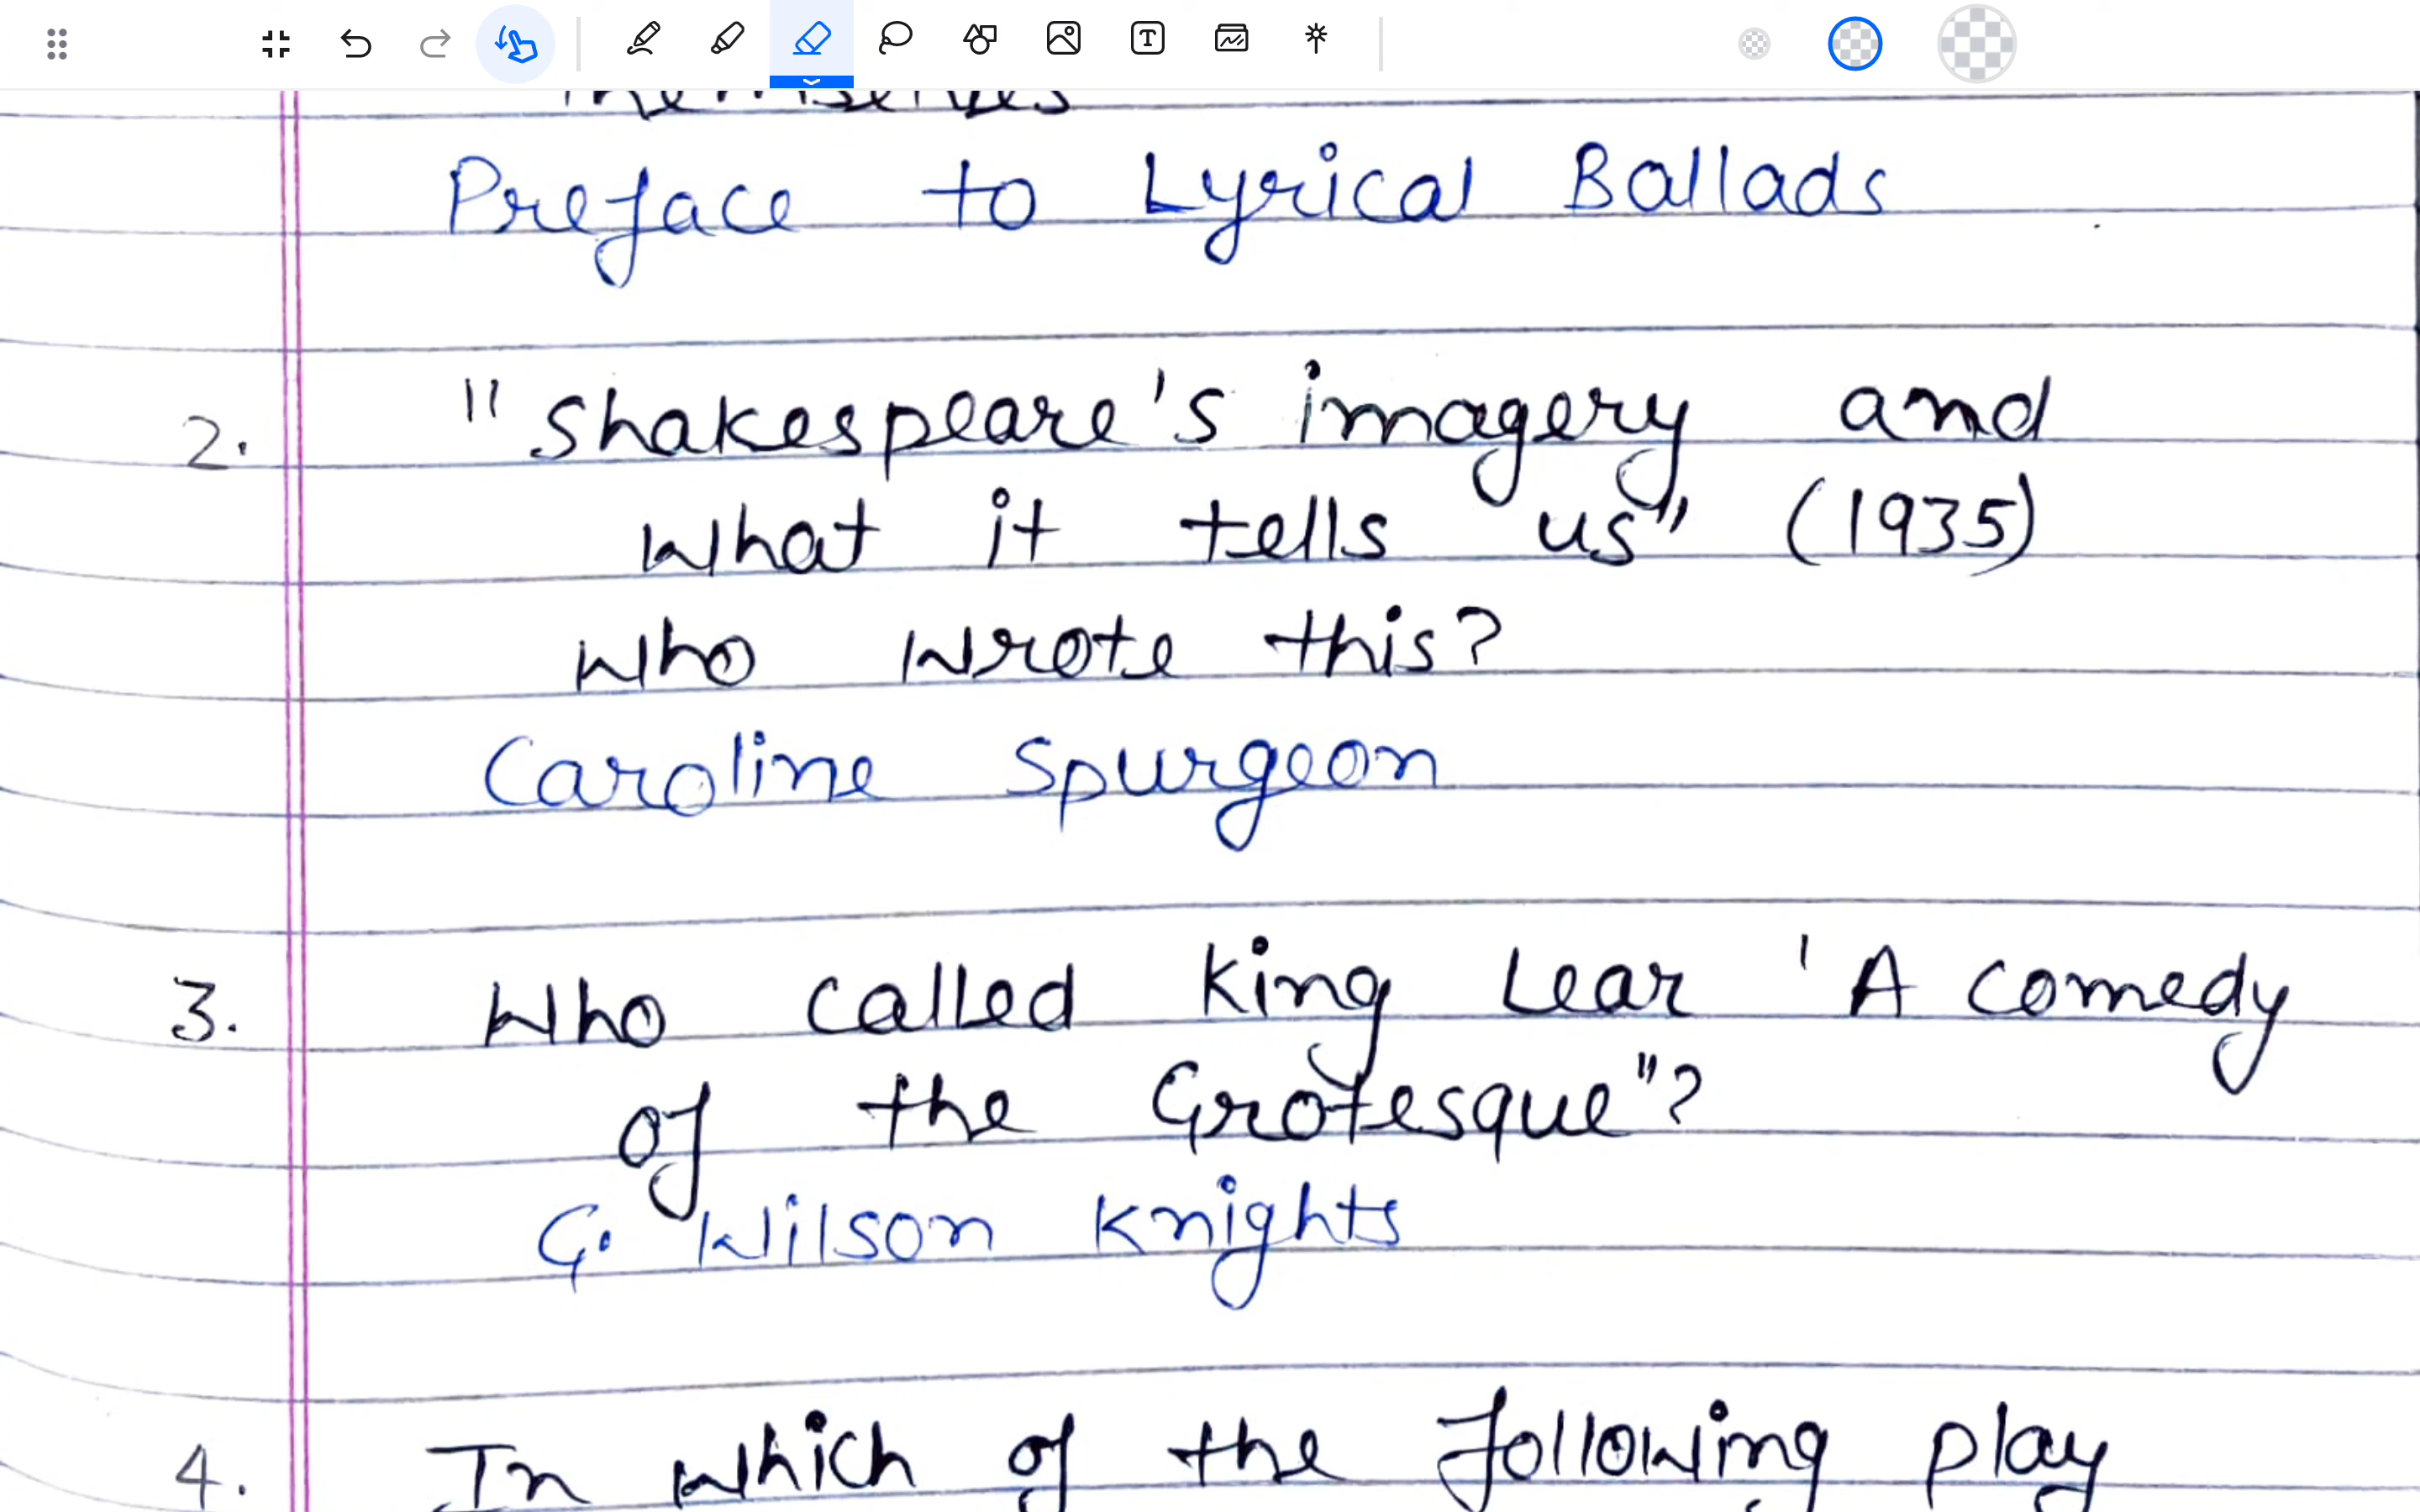 themselves
Preface to Lyrical Ballads
2. "Shakespeare's imagery and
what it tells us" (1935)
Who wrote this?
Caroline Spurgeon
3. Who called King Lear 'A comedy
of the Grotesque"?
G. Wilson Knights
4. In which of the following play